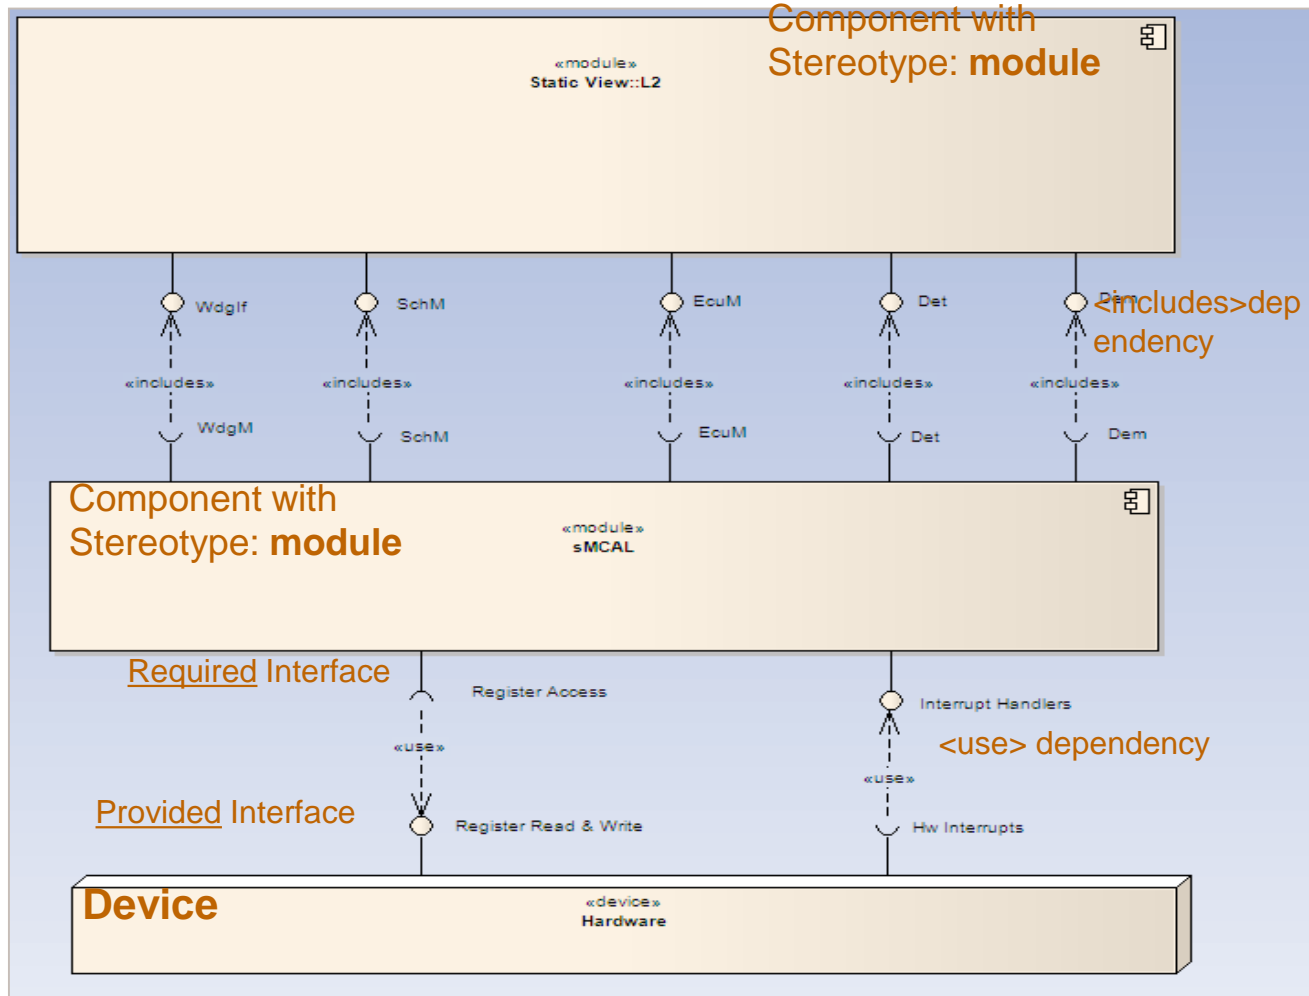 Component with
Stereotype: module
«module»
Static View::L2
WdgIf
SchM
EcuM
Det
Dem
<includes>dep
endency
«includes»
«includes»
«includes»
«includes»
«includes»
WdgM
SchM
EcuM
Det
Dem
Component with
Stereotype: module
«module»
sMCAL
Required Interface
Register Access
Interrupt Handlers
<use> dependency
«use»
«use»
Provided Interface
Register Read & Write
Hw Interrupts
Device
«device»
Hardware